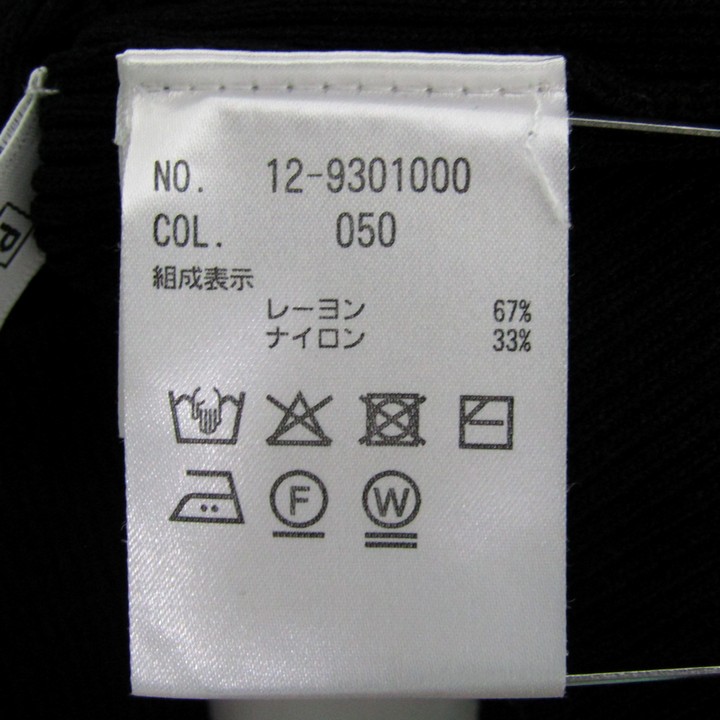 NO. 12-9301000
COL. 050
組成表示
レーヨン 67%
ナイロン 33%
F W
R